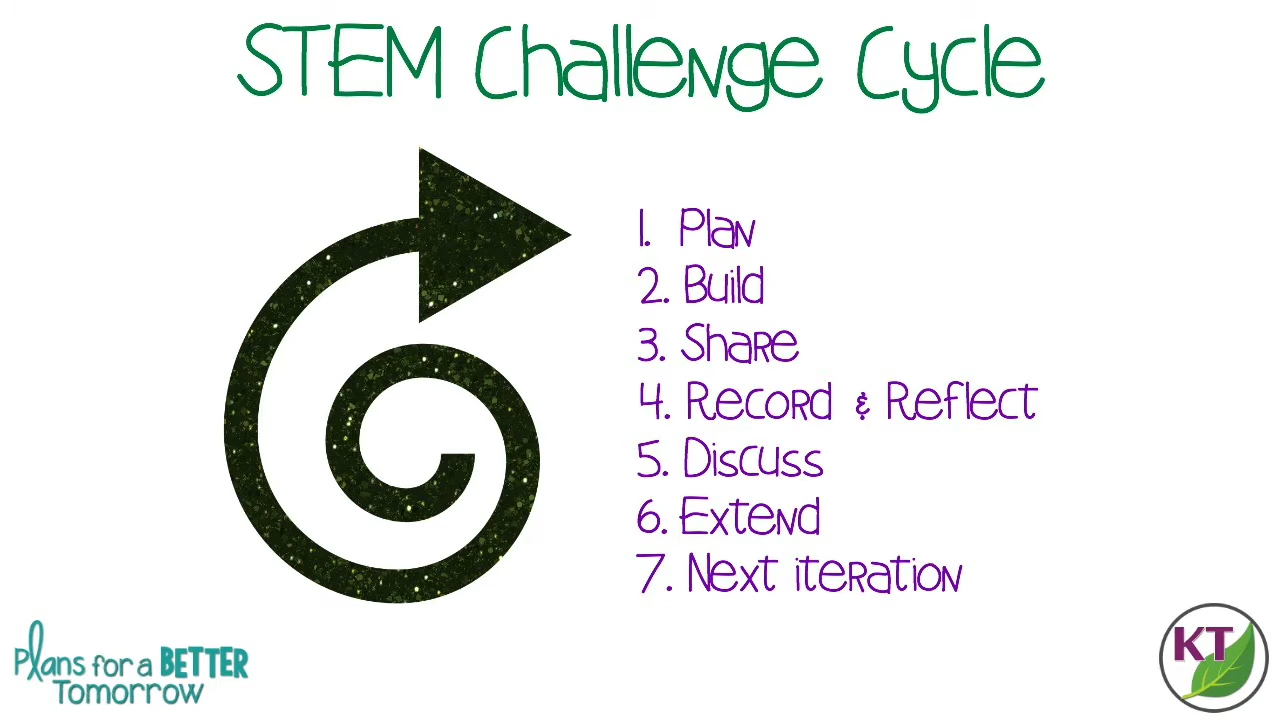 STEM Challenge Cycle
1. Plan
2. Build
3. Share
4. Record & Reflect
5. Discuss
6. Extend
7. Next iteration
Plans for a BETTER
Tomorrow
KT